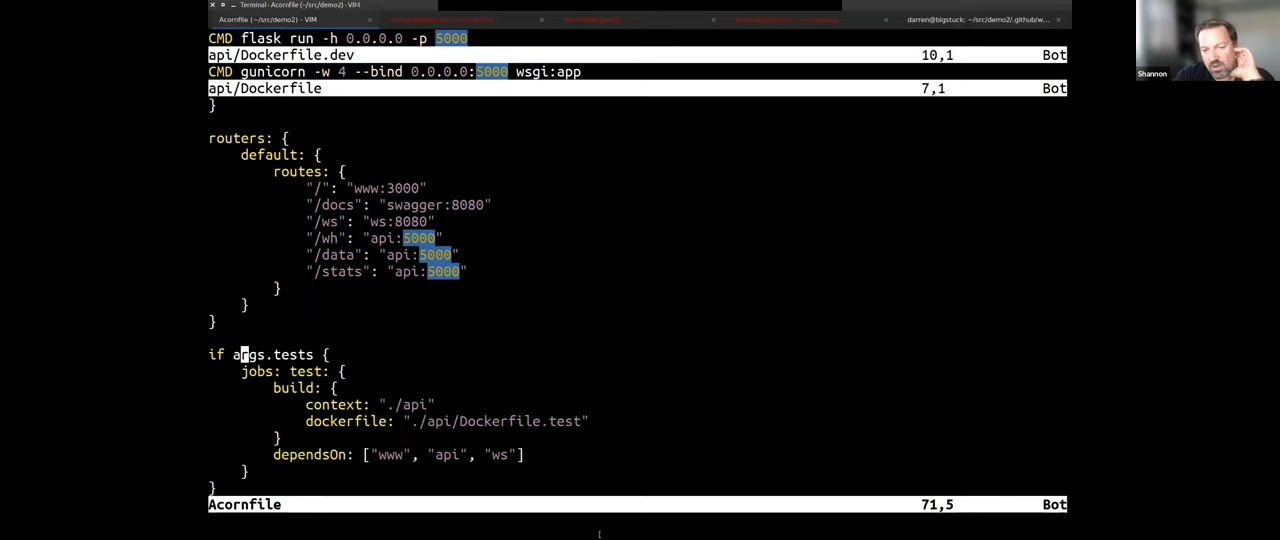 Terminal - Acornfile (~/src/demo2) - VIM
Acornfile (~/src/demo2) - VIM
darren@bigstuck: ~/src/demo2/.github/w...
CMD flask run -h 0.0.0.0 -p 5000
api/Dockerfile.dev 10,1 Bot
CMD gunicorn -w 4 --bind 0.0.0.0:5000 wsgi:app
api/Dockerfile 7,1 Bot
}
routers: {
default: {
routes: {
"/": "www:3000"
"/docs": "swagger:8080"
"/ws": "ws:8080"
"/wh": "api:5000"
"/data": "api:5000"
"/stats": "api:5000"
}
}
}
if args.tests {
jobs: test: {
build: {
context: "./api"
dockerfile: "./api/Dockerfile.test"
}
dependsOn: ["www", "api", "ws"]
}
}
Acornfile 71,5 Bot
Shannon